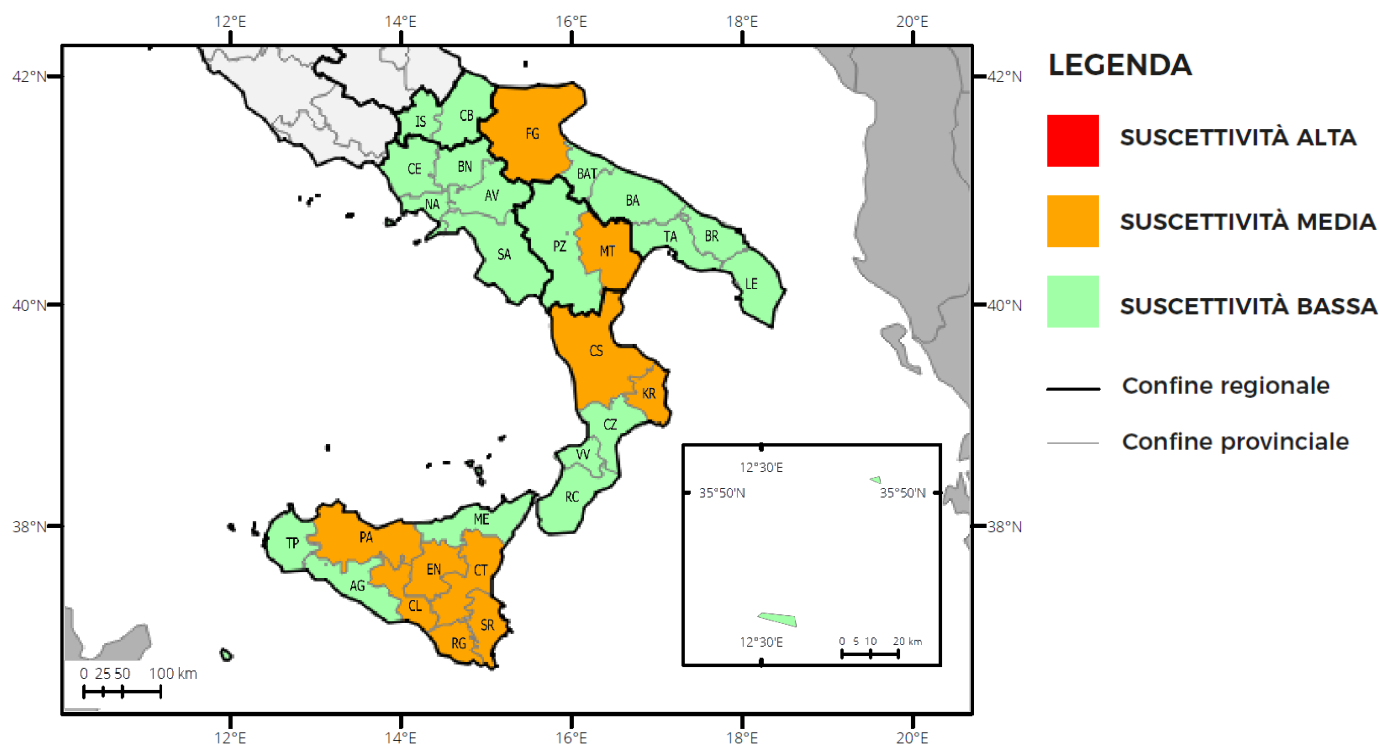 12°E 14°E 16°E 18°E 20°E
42°N 42°N
LEGENDA
SUSCETTIVITÀ ALTA
SUSCETTIVITÀ MEDIA
SUSCETTIVITÀ BASSA
Confine regionale
Confine provinciale
IS CB FG
CE BN BAT
NA AV BA
SA PZ MT TA BR
LE
40°N 40°N
CS
KR
CZ
VV
RC
38°N 38°N
ME
TP PA
EN CT
AG
CL
SR
RG
12°30'E
35°50'N 35°50'N
12°30'E
0 5 10 20 km
0 25 50 100 km
12°E 14°E 16°E 18°E 20°E